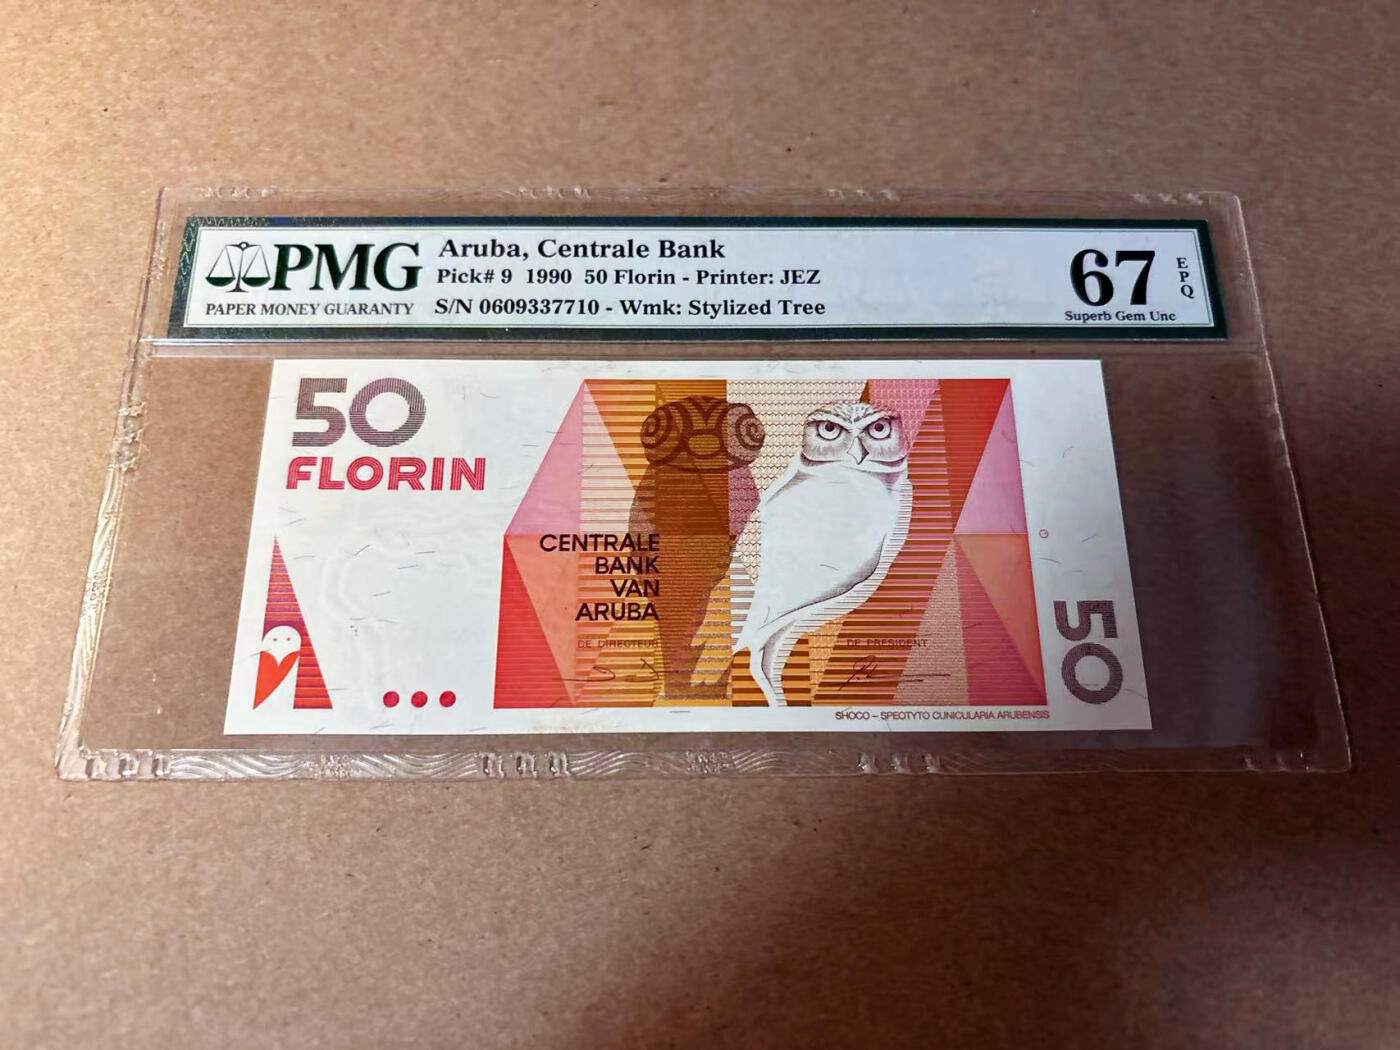 PMG
PAPER MONEY GUARANTY
Aruba, Centrale Bank
Pick# 9 1990 50 Florin - Printer: JEZ
S/N 0609337710 - Wmk: Stylized Tree
67
EPQ
Superb Gem Unc
50
FLORIN
CENTRALE
BANK
VAN
ARUBA
DE DIRECTEUR
DE PRESIDENT
50
SHOCO – SPEOTYTO CUNICULARIA ARUBENSIS